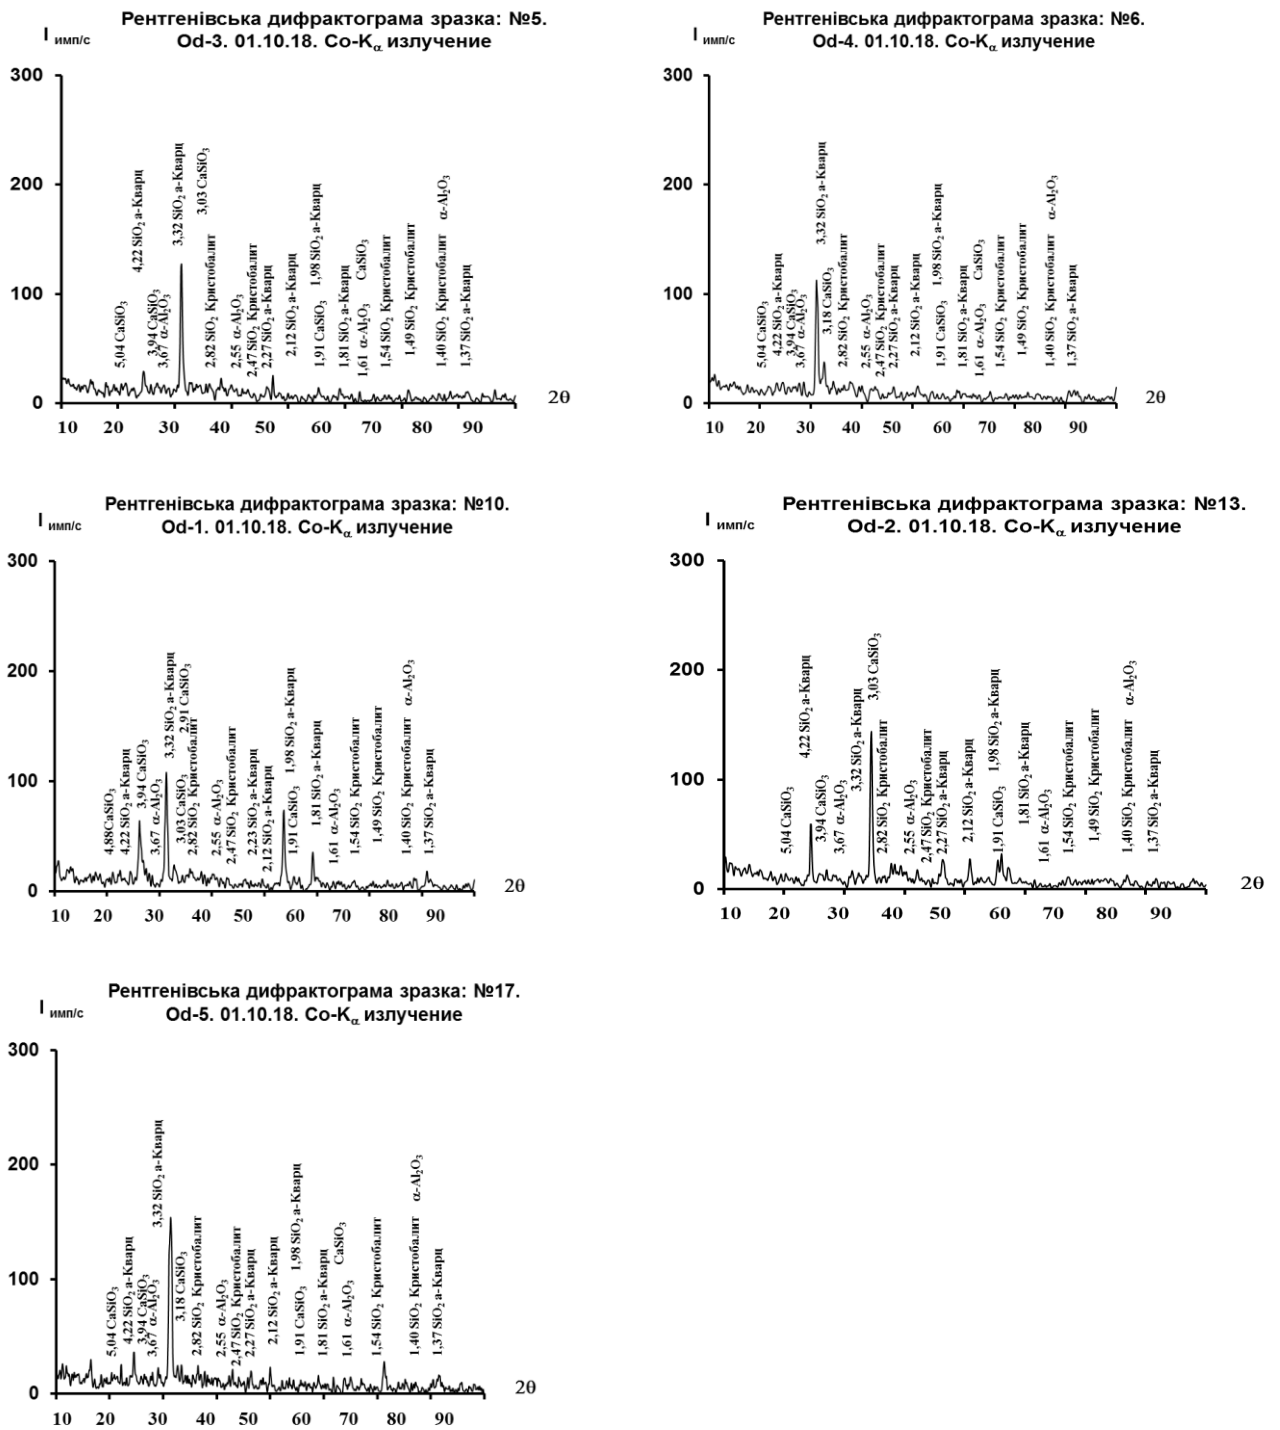 Рентгенівська дифрактограма зразка: №5.
Od-3. 01.10.18. Co-Kα излучение
I имп/с
300
200
100
0
5,04 CaSiO3
4,22 SiO2 а-Кварц
3,94 CaSiO3
3,67 α-Al2O3
3,32 SiO2 а-Кварц
3,03 CaSiO3
2,82 SiO2 Кристобалит
2,55 α-Al2O3
2,47 SiO2 Кристобалит
2,27 SiO2 а-Кварц
2,12 SiO2 а-Кварц
1,91 CaSiO3 1,98 SiO2 а-Кварц
1,81 SiO2 а-Кварц
1,61 α-Al2O3 CaSiO3
1,54 SiO2 Кристобалит
1,49 SiO2 Кристобалит
1,40 SiO2 Кристобалит α-Al2O3
1,37 SiO2 а-Кварц
2θ
10 20 30 40 50 60 70 80 90
Рентгенівська дифрактограма зразка: №6.
Od-4. 01.10.18. Co-Kα излучение
I имп/с
300
200
100
0
5,04 CaSiO3
4,22 SiO2 а-Кварц
3,94 CaSiO3
3,67 α-Al2O3
3,32 SiO2 а-Кварц
3,18 CaSiO3
2,82 SiO2 Кристобалит
2,55 α-Al2O3
2,47 SiO2 Кристобалит
2,27 SiO2 а-Кварц
2,12 SiO2 а-Кварц
1,91 CaSiO3 1,98 SiO2 а-Кварц
1,81 SiO2 а-Кварц
1,61 α-Al2O3 CaSiO3
1,54 SiO2 Кристобалит
1,49 SiO2 Кристобалит
1,40 SiO2 Кристобалит α-Al2O3
1,37 SiO2 а-Кварц
2θ
10 20 30 40 50 60 70 80 90
Рентгенівська дифрактограма зразка: №10.
Od-1. 01.10.18. Co-Kα излучение
I имп/с
300
200
100
0
4,88CaSiO3
4,22 SiO2 а-Кварц
3,94 CaSiO3
3,67 α-Al2O3
3,32 SiO2 а-Кварц
3,03 CaSiO3 2,91 CaSiO3
2,82 SiO2 Кристобалит
2,55 α-Al2O3
2,47 SiO2 Кристобалит
2,23 SiO2 а-Кварц
2,12 SiO2 а-Кварц
1,91 CaSiO3 1,98 SiO2 а-Кварц
1,81 SiO2 а-Кварц
1,61 α-Al2O3
1,54 SiO2 Кристобалит
1,49 SiO2 Кристобалит
1,40 SiO2 Кристобалит α-Al2O3
1,37 SiO2 а-Кварц
2θ
10 20 30 40 50 60 70 80 90
Рентгенівська дифрактограма зразка: №13.
Od-2. 01.10.18. Co-Kα излучение
I имп/с
300
200
100
0
5,04 CaSiO3
4,22 SiO2 а-Кварц
3,94 CaSiO3
3,67 α-Al2O3
3,32 SiO2 а-Кварц
3,03 CaSiO3
2,82 SiO2 Кристобалит
2,55 α-Al2O3
2,47 SiO2 Кристобалит
2,27 SiO2 а-Кварц
2,12 SiO2 а-Кварц
1,91 CaSiO3 1,98 SiO2 а-Кварц
1,81 SiO2 а-Кварц
1,61 α-Al2O3
1,54 SiO2 Кристобалит
1,49 SiO2 Кристобалит
1,40 SiO2 Кристобалит α-Al2O3
1,37 SiO2 а-Кварц
2θ
10 20 30 40 50 60 70 80 90
Рентгенівська дифрактограма зразка: №17.
Od-5. 01.10.18. Co-Kα излучение
I имп/с
300
200
100
0
5,04 CaSiO3
4,22 SiO2 а-Кварц
3,94 CaSiO3
3,67 α-Al2O3
3,32 SiO2 а-Кварц
3,18 CaSiO3
2,82 SiO2 Кристобалит
2,55 α-Al2O3
2,47 SiO2 Кристобалит
2,27 SiO2 а-Кварц
2,12 SiO2 а-Кварц
1,91 CaSiO3 1,98 SiO2 а-Кварц
1,81 SiO2 а-Кварц
1,61 α-Al2O3 CaSiO3
1,54 SiO2 Кристобалит
1,40 SiO2 Кристобалит α-Al2O3
1,37 SiO2 а-Кварц
2θ
10 20 30 40 50 60 70 80 90